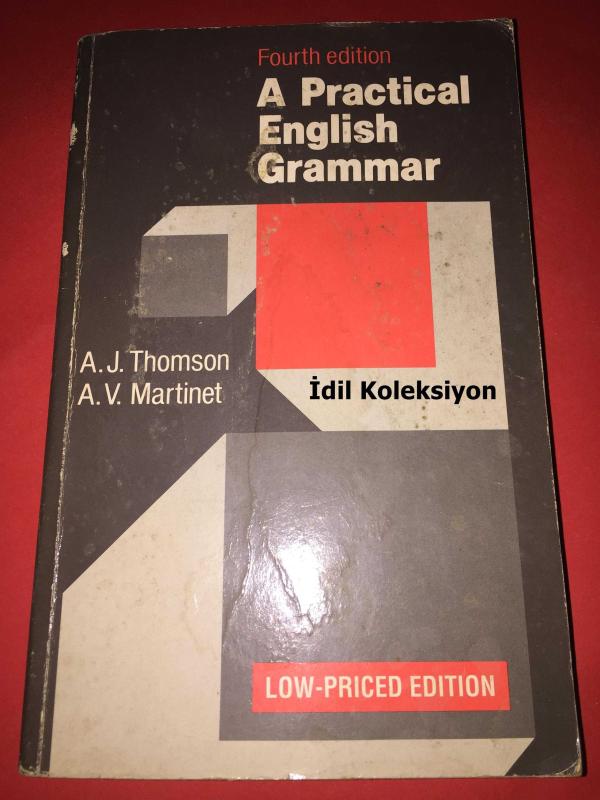 Fourth edition
A Practical
English
Grammar
A.J. Thomson
A.V. Martinet
İdil Koleksiyon
LOW-PRICED EDITION